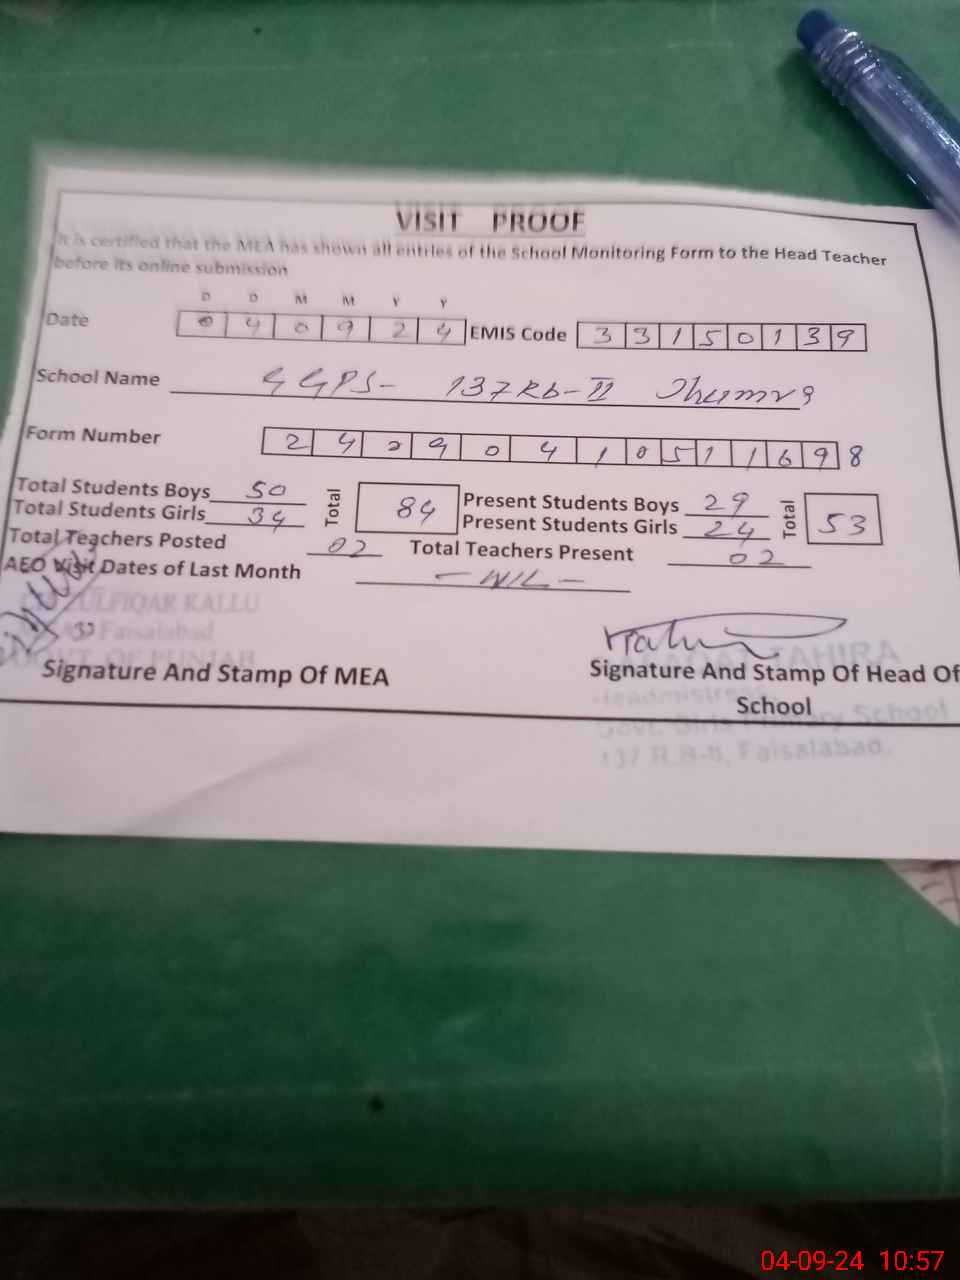 VISIT PROOF
It is certified that the MEA has shown all entries of the School Monitoring Form to the Head Teacher
before its online submission
D D M M Y Y
Date 0 4 0 9 2 4 EMIS Code 3 3 1 5 0 1 3 9
School Name GGPS- 137RB-II Jhumra
Form Number 2 4 2 9 0 4 1 0 5 1 1 6 9 8
Total Students Boys 50 Total 84 Present Students Boys 29 Total 53
Total Students Girls 34 Present Students Girls 24
Total Teachers Posted 02 Total Teachers Present 02
AEO Visit Dates of Last Month - NIL -
ZULFIQAR KALLU
Faisalabad
GOVT. OF PUNJAB
TAHIRA
Signature And Stamp Of MEA
Signature And Stamp Of Head Of
School
Headmistress
Govt. Girls Primary School
137 R.B-II, Faisalabad.
04-09-24 10:57